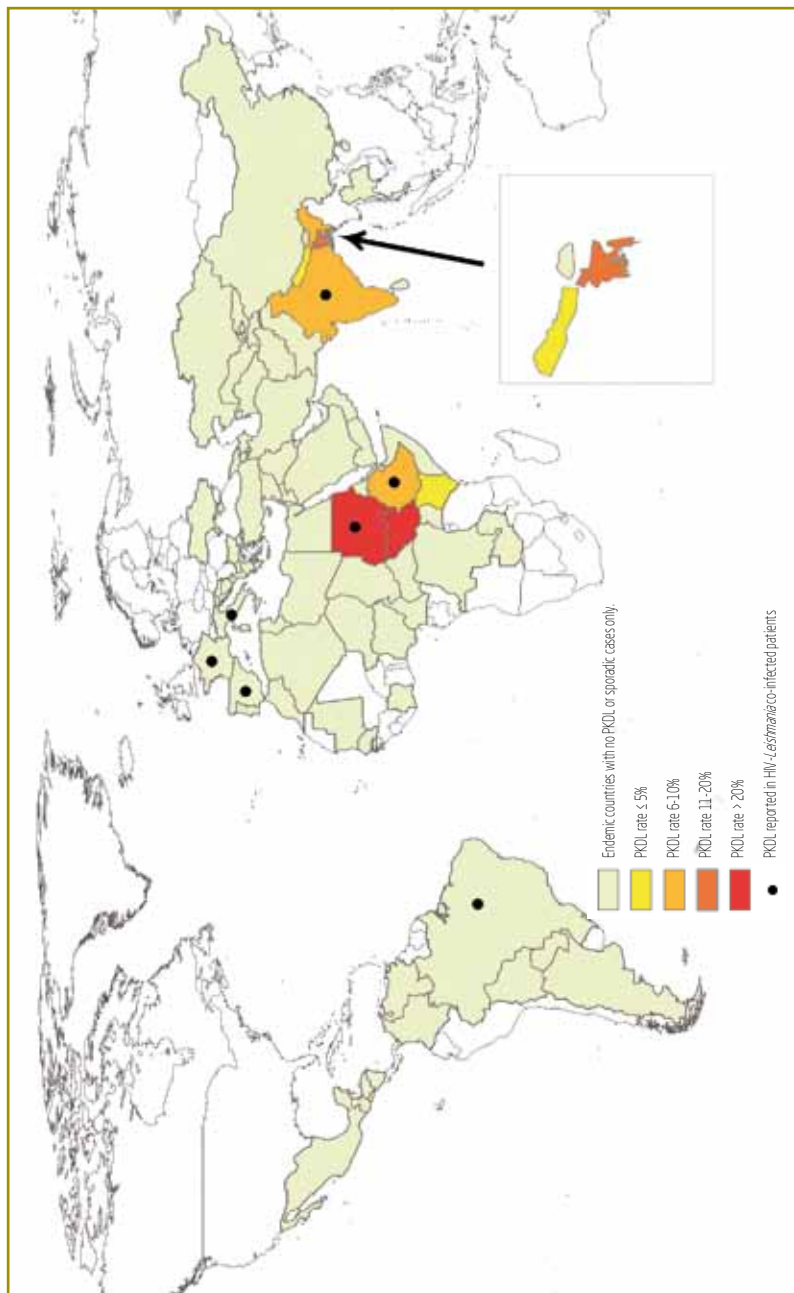 Endemic countries with no PKDL or sporadic cases only.
PKDL rate ≤ 5%
PKDL rate 6-10%
PKDL rate 11-20%
PKDL rate > 20%
PKDL reported in HIV-Leishmania co-infected patients